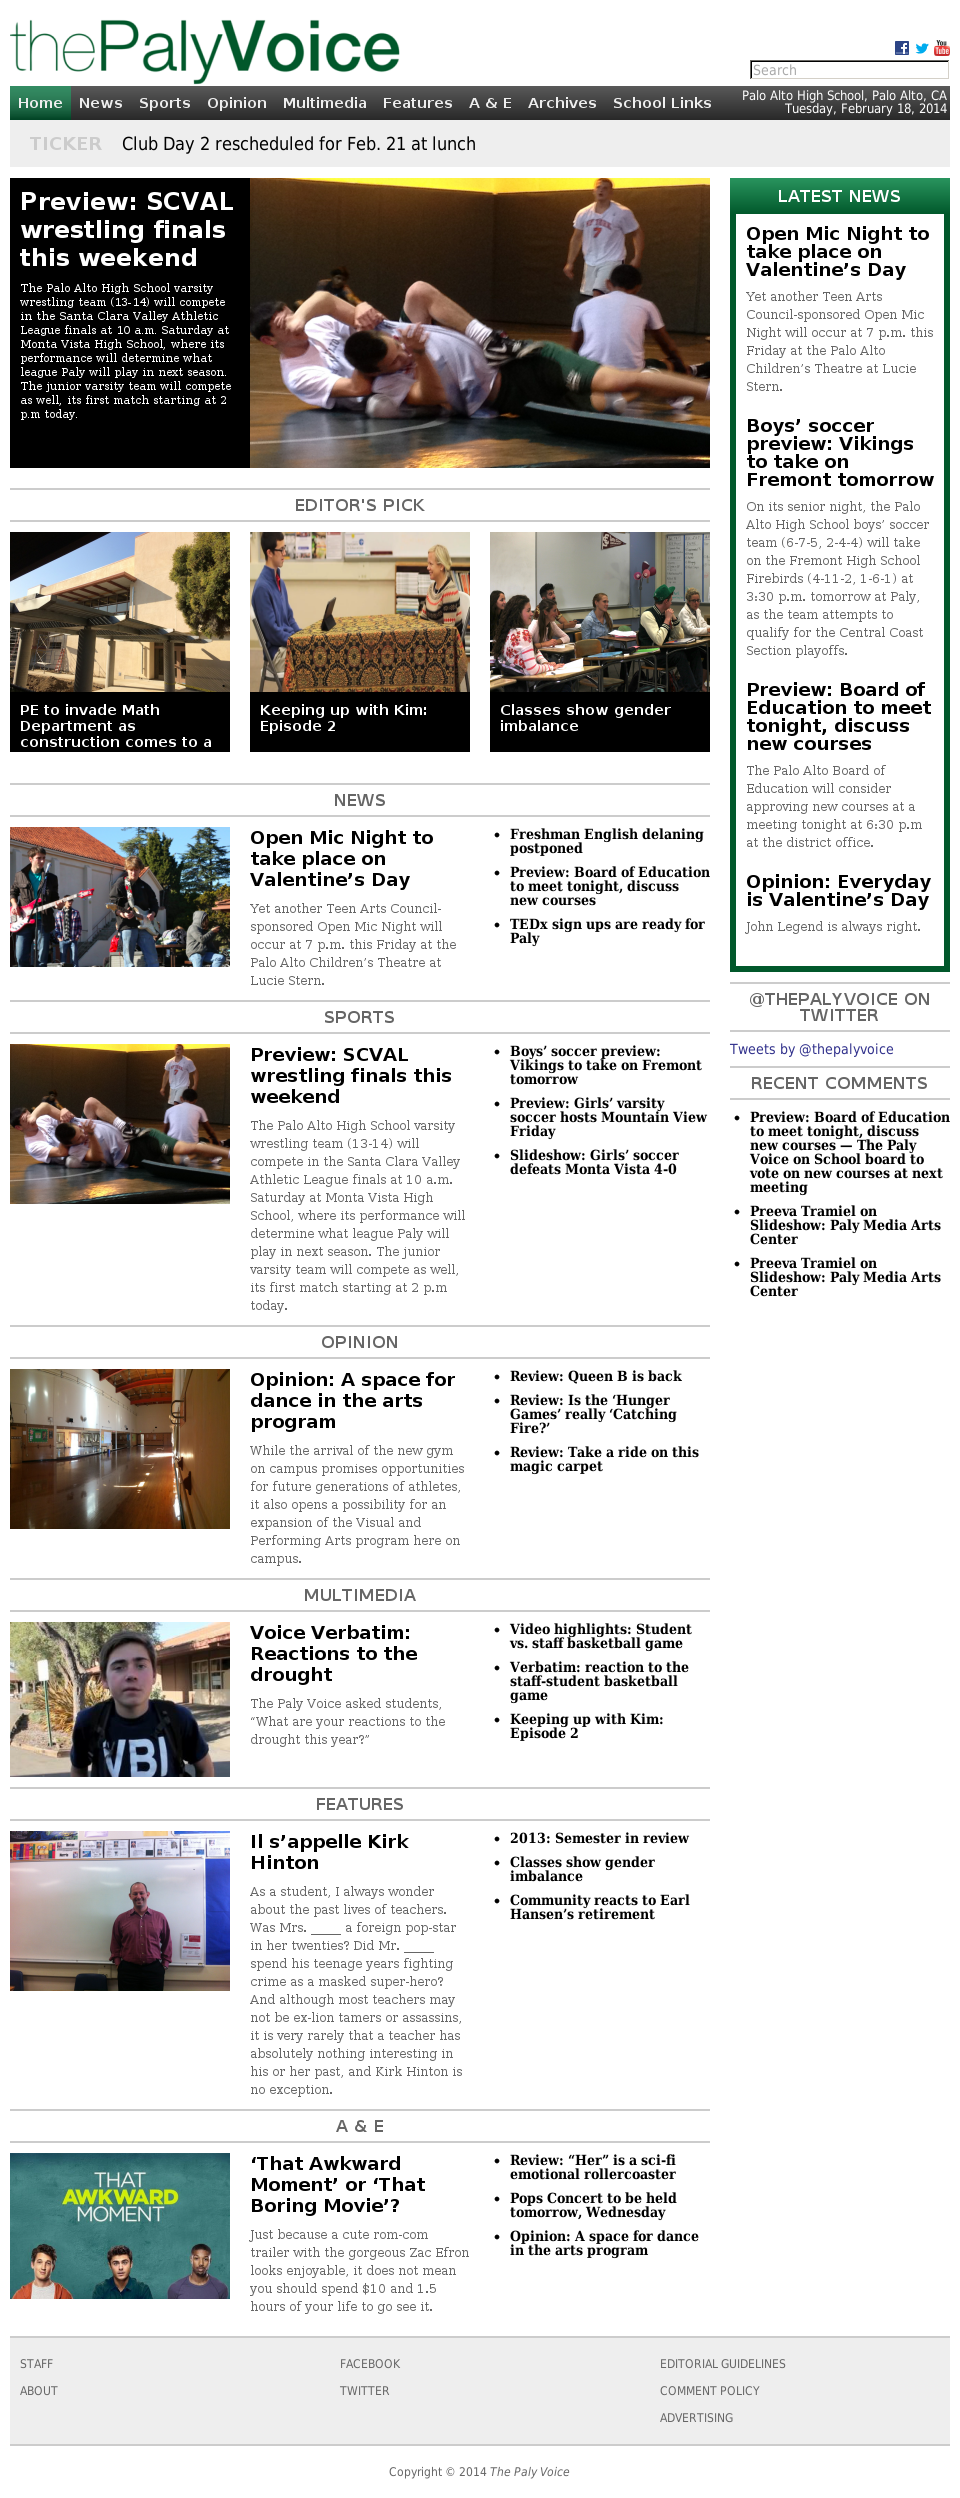 thePalyVoice
Search
Home News Sports Opinion Multimedia Features A & E Archives School Links
Palo Alto High School, Palo Alto, CA
Tuesday, February 18, 2014
TICKER Club Day 2 rescheduled for Feb. 21 at lunch
Preview: SCVAL
wrestling finals
this weekend
The Palo Alto High School varsity
wrestling team (13-14) will compete
in the Santa Clara Valley Athletic
League finals at 10 a.m. Saturday at
Monta Vista High School, where its
performance will determine what
league Paly will play in next season.
The junior varsity team will compete
as well, its first match starting at 2
p.m today.
EDITOR'S PICK
PE to invade Math
Department as
construction comes to a
Keeping up with Kim:
Episode 2
Classes show gender
imbalance
NEWS
Open Mic Night to
take place on
Valentine’s Day
Yet another Teen Arts Council-
sponsored Open Mic Night will
occur at 7 p.m. this Friday at the
Palo Alto Children’s Theatre at
Lucie Stern.
Freshman English delaning
postponed
Preview: Board of Education
to meet tonight, discuss
new courses
TEDx sign ups are ready for
Paly
SPORTS
Preview: SCVAL
wrestling finals this
weekend
The Palo Alto High School varsity
wrestling team (13-14) will
compete in the Santa Clara Valley
Athletic League finals at 10 a.m.
Saturday at Monta Vista High
School, where its performance will
determine what league Paly will
play in next season. The junior
varsity team will compete as well,
its first match starting at 2 p.m
today.
Boys’ soccer preview:
Vikings to take on Fremont
tomorrow
Preview: Girls’ varsity
soccer hosts Mountain View
Friday
Slideshow: Girls’ soccer
defeats Monta Vista 4-0
OPINION
Opinion: A space for
dance in the arts
program
While the arrival of the new gym
on campus promises opportunities
for future generations of athletes,
it also opens a possibility for an
expansion of the Visual and
Performing Arts program here on
campus.
Review: Queen B is back
Review: Is the ‘Hunger
Games’ really ‘Catching
Fire?’
Review: Take a ride on this
magic carpet
MULTIMEDIA
VBI
Voice Verbatim:
Reactions to the
drought
The Paly Voice asked students,
“What are your reactions to the
drought this year?”
Video highlights: Student
vs. staff basketball game
Verbatim: reaction to the
staff-student basketball
game
Keeping up with Kim:
Episode 2
FEATURES
Il s’appelle Kirk
Hinton
As a student, I always wonder
about the past lives of teachers.
Was Mrs. ____ a foreign pop-star
in her twenties? Did Mr. ____
spend his teenage years fighting
crime as a masked super-hero?
And although most teachers may
not be ex-lion tamers or assassins,
it is very rarely that a teacher has
absolutely nothing interesting in
his or her past, and Kirk Hinton is
no exception.
2013: Semester in review
Classes show gender
imbalance
Community reacts to Earl
Hansen’s retirement
A & E
THAT
AWKWARD
MOMENT
‘That Awkward
Moment’ or ‘That
Boring Movie’?
Just because a cute rom-com
trailer with the gorgeous Zac Efron
looks enjoyable, it does not mean
you should spend $10 and 1.5
hours of your life to go see it.
Review: “Her” is a sci-fi
emotional rollercoaster
Pops Concert to be held
tomorrow, Wednesday
Opinion: A space for dance
in the arts program
LATEST NEWS
Open Mic Night to
take place on
Valentine’s Day
Yet another Teen Arts
Council-sponsored Open Mic
Night will occur at 7 p.m. this
Friday at the Palo Alto
Children’s Theatre at Lucie
Stern.
Boys’ soccer
preview: Vikings
to take on
Fremont tomorrow
On its senior night, the Palo
Alto High School boys’ soccer
team (6-7-5, 2-4-4) will take
on the Fremont High School
Firebirds (4-11-2, 1-6-1) at
3:30 p.m. tomorrow at Paly,
as the team attempts to
qualify for the Central Coast
Section playoffs.
Preview: Board of
Education to meet
tonight, discuss
new courses
The Palo Alto Board of
Education will consider
approving new courses at a
meeting tonight at 6:30 p.m
at the district office.
Opinion: Everyday
is Valentine’s Day
John Legend is always right.
@THEPALYVOICE ON
TWITTER
Tweets by @thepalyvoice
RECENT COMMENTS
Preview: Board of Education
to meet tonight, discuss
new courses — The Paly
Voice on School board to
vote on new courses at next
meeting
Preeva Tramiel on
Slideshow: Paly Media Arts
Center
Preeva Tramiel on
Slideshow: Paly Media Arts
Center
STAFF
ABOUT
FACEBOOK
TWITTER
EDITORIAL GUIDELINES
COMMENT POLICY
ADVERTISING
Copyright © 2014 The Paly Voice